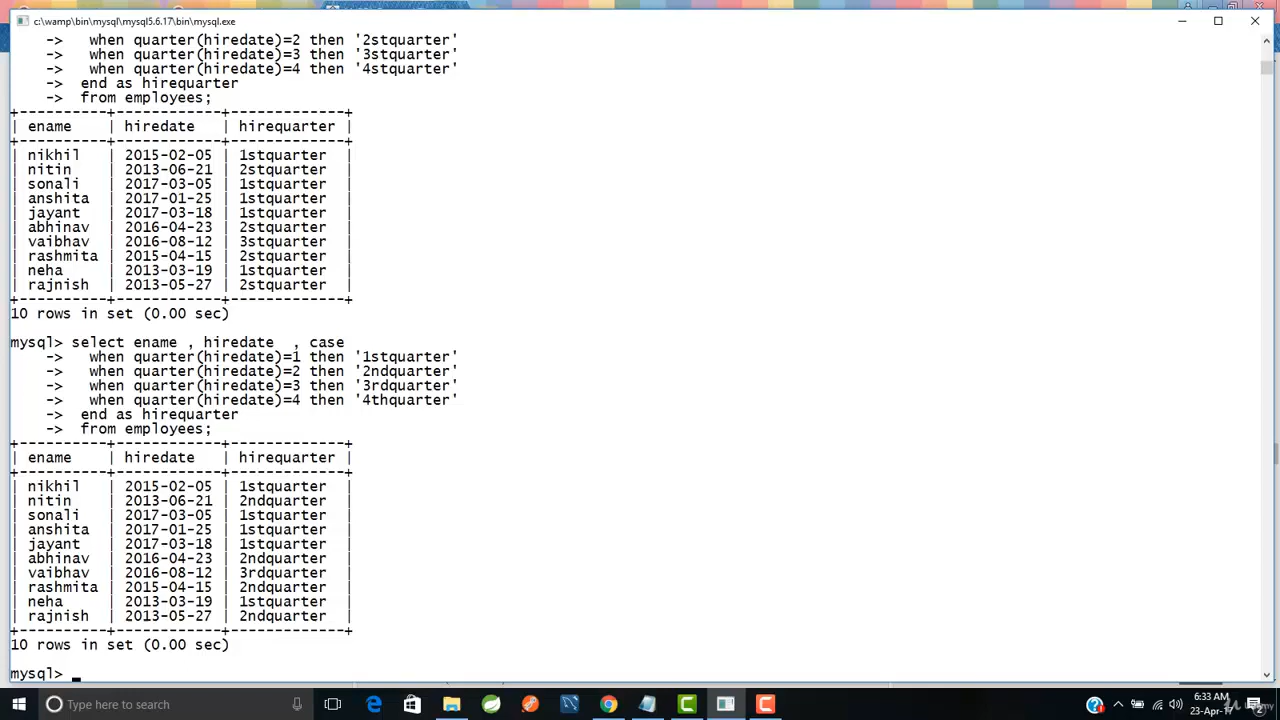 c:\wamp\bin\mysql\mysql5.6.17\bin\mysql.exe
    ->   when quarter(hiredate)=2 then '2stquarter'
    ->   when quarter(hiredate)=3 then '3stquarter'
    ->   when quarter(hiredate)=4 then '4stquarter'
    ->  end as hirequarter
    ->  from employees;
+----------+------------+-------------+
| ename    | hiredate   | hirequarter |
+----------+------------+-------------+
| nikhil   | 2015-02-05 | 1stquarter  |
| nitin    | 2013-06-21 | 2stquarter  |
| sonali   | 2017-03-05 | 1stquarter  |
| anshita  | 2017-01-25 | 1stquarter  |
| jayant   | 2017-03-18 | 1stquarter  |
| abhinav  | 2016-04-23 | 2stquarter  |
| vaibhav  | 2016-08-12 | 3stquarter  |
| rashmita | 2015-04-15 | 2stquarter  |
| neha     | 2013-03-19 | 1stquarter  |
| rajnish  | 2013-05-27 | 2stquarter  |
+----------+------------+-------------+
10 rows in set (0.00 sec)
mysql> select ename , hiredate  , case
    ->   when quarter(hiredate)=1 then '1stquarter'
    ->   when quarter(hiredate)=2 then '2ndquarter'
    ->   when quarter(hiredate)=3 then '3rdquarter'
    ->   when quarter(hiredate)=4 then '4thquarter'
    ->  end as hirequarter
    ->  from employees;
+----------+------------+-------------+
| ename    | hiredate   | hirequarter |
+----------+------------+-------------+
| nikhil   | 2015-02-05 | 1stquarter  |
| nitin    | 2013-06-21 | 2ndquarter  |
| sonali   | 2017-03-05 | 1stquarter  |
| anshita  | 2017-01-25 | 1stquarter  |
| jayant   | 2017-03-18 | 1stquarter  |
| abhinav  | 2016-04-23 | 2ndquarter  |
| vaibhav  | 2016-08-12 | 3rdquarter  |
| rashmita | 2015-04-15 | 2ndquarter  |
| neha     | 2013-03-19 | 1stquarter  |
| rajnish  | 2013-05-27 | 2ndquarter  |
+----------+------------+-------------+
10 rows in set (0.00 sec)
mysql>
Type here to search
6:33 AM
23-Apr-17